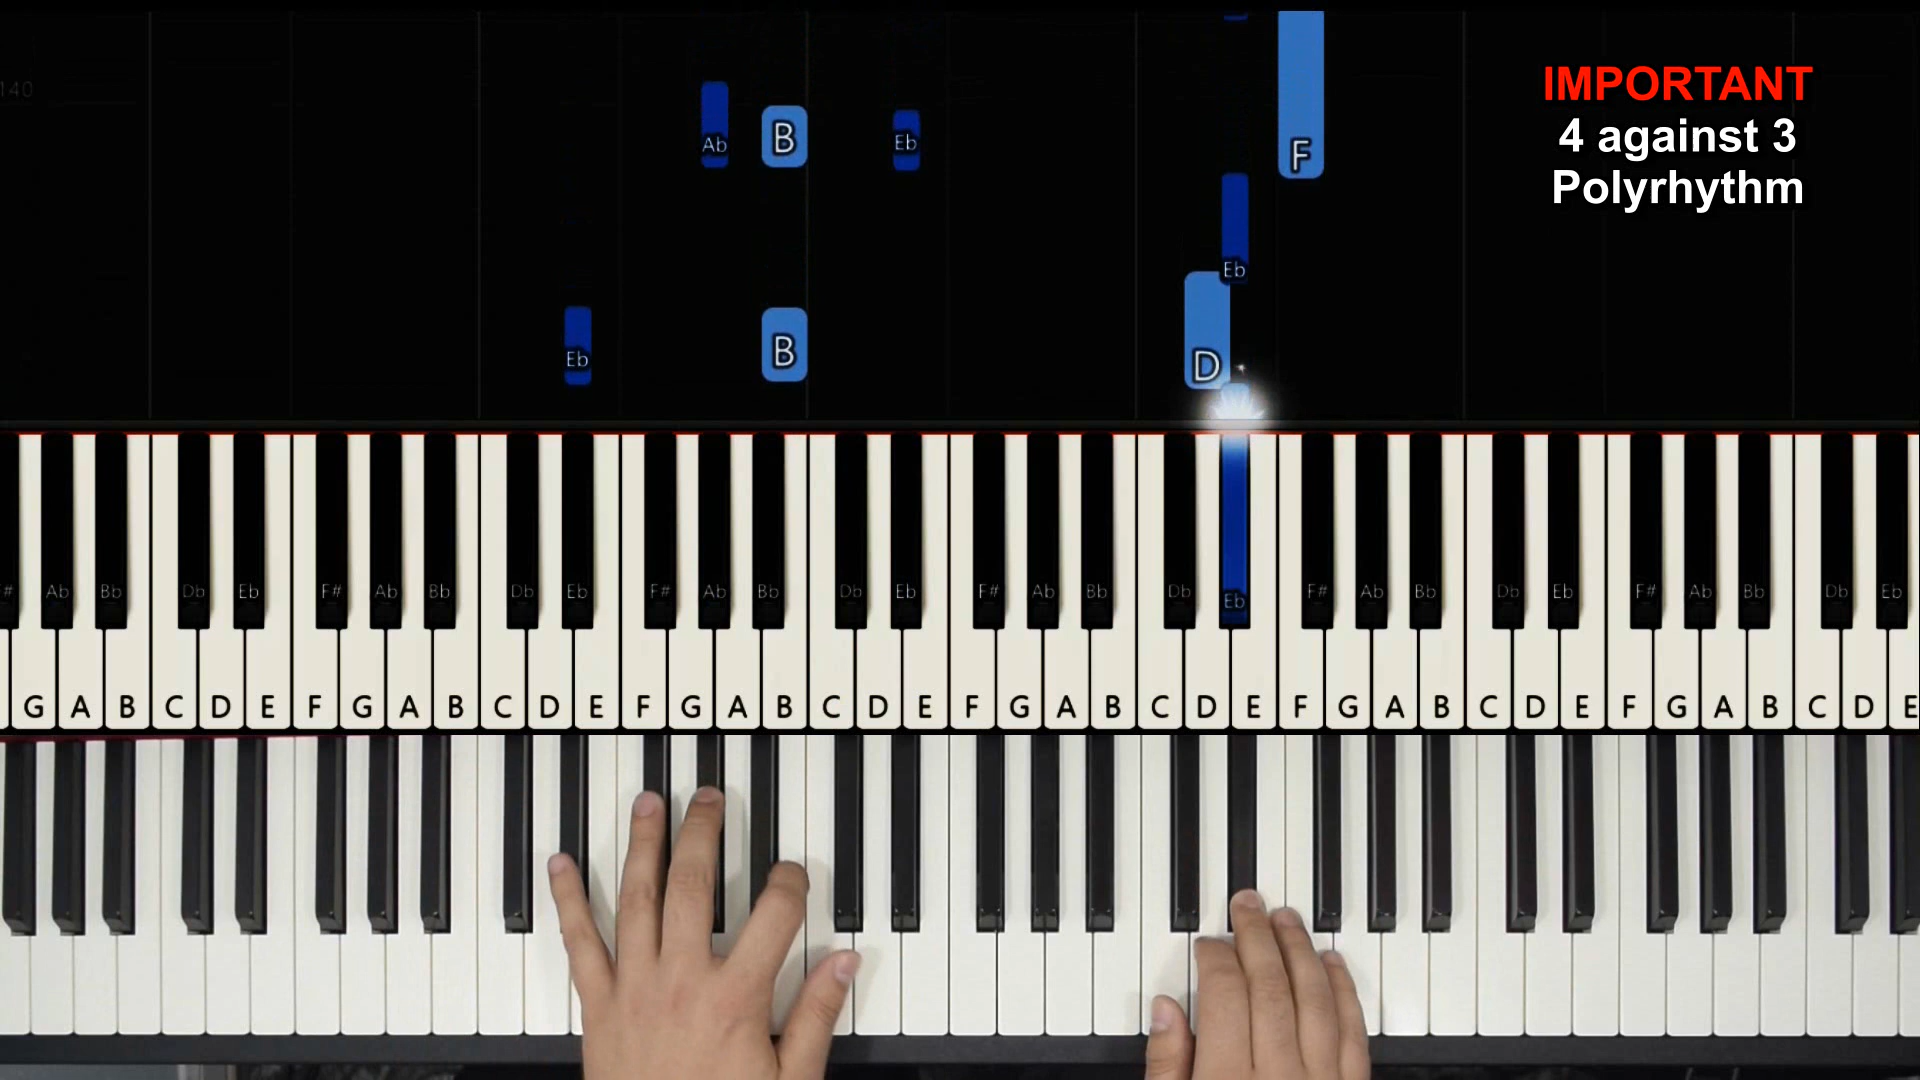 140
IMPORTANT
4 against 3
Polyrhythm
Ab B Eb F
Eb
Eb B D
# Ab Bb Db Eb F# Ab Bb Db Eb F# Ab Bb Db Eb F# Ab Bb Db Eb F# Ab Bb Db Eb F# Ab Bb Db Eb
G A B C D E F G A B C D E F G A B C D E F G A B C D E F G A B C D E F G A B C D E